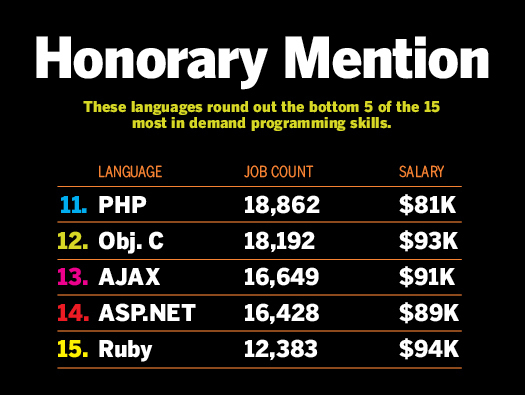 Honorary Mention
These languages round out the bottom 5 of the 15
most in demand programming skills.
LANGUAGE JOB COUNT SALARY
11. PHP 18,862 $81K
12. Obj. C 18,192 $93K
13. AJAX 16,649 $91K
14. ASP.NET 16,428 $89K
15. Ruby 12,383 $94K